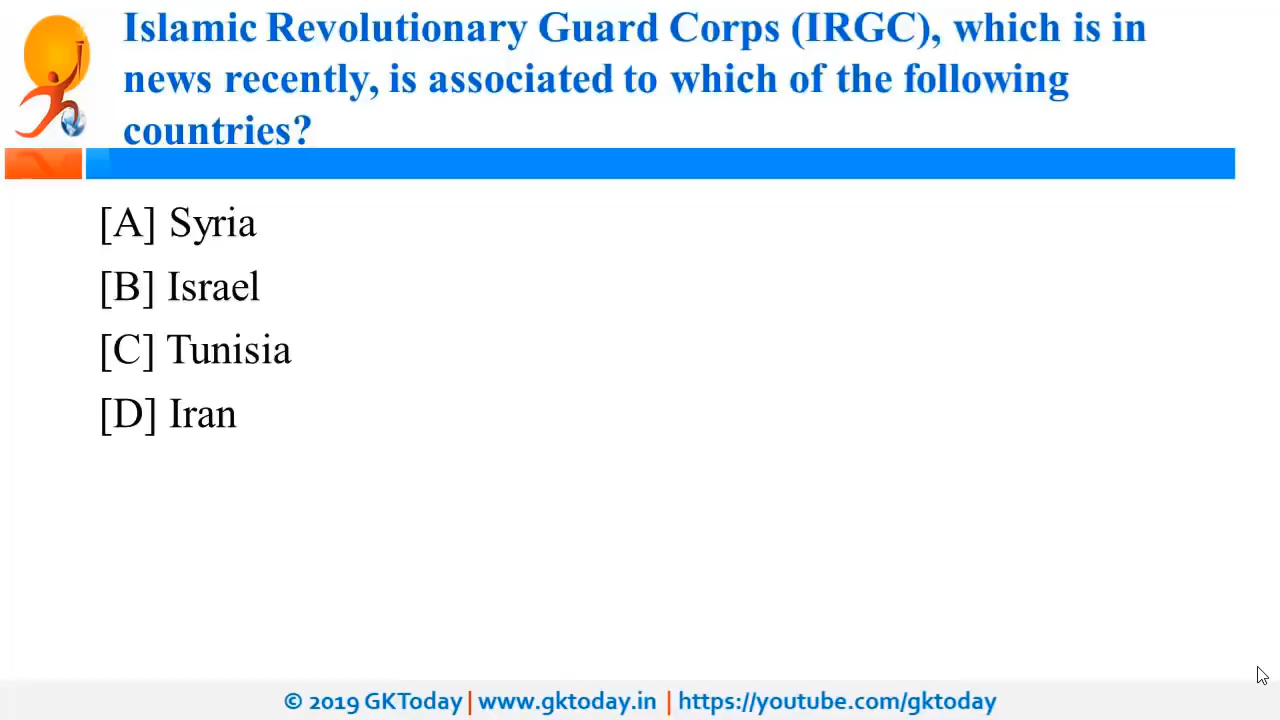 Islamic Revolutionary Guard Corps (IRGC), which is in
news recently, is associated to which of the following
countries?
[A] Syria
[B] Israel
[C] Tunisia
[D] Iran
© 2019 GKToday | www.gktoday.in | https://youtube.com/gktoday